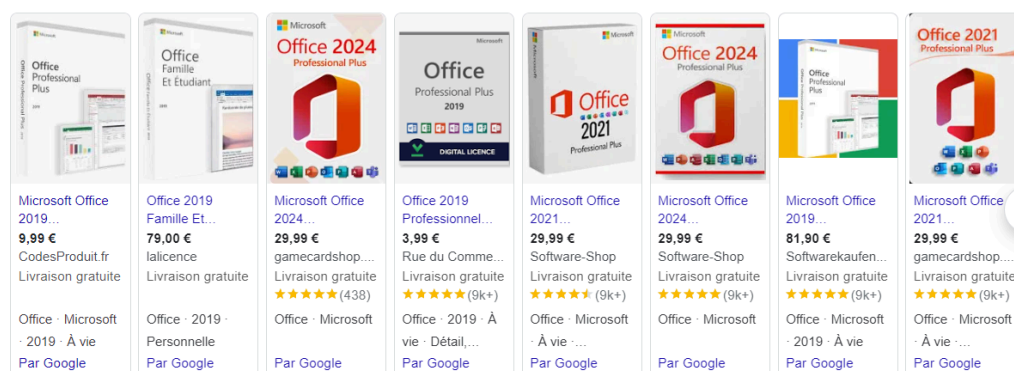 Microsoft
Office
Professional
Plus
2019
Office
Famille
Et Étudiant
Microsoft
Office 2024
Professional Plus
Microsoft
Office
Professional Plus
2019
DIGITAL LICENCE
Microsoft
Office
2021
Professional Plus
Microsoft
Office 2024
Professional Plus
Office
Professional
Plus
Office 2021
Professional Plus
Microsoft Office
2019...
9,99 €
CodesProduit.fr
Livraison gratuite
Office · Microsoft
· 2019 · À vie
Par Google
Office 2019
Famille Et...
79,00 €
lalicence
Livraison gratuite
Office · 2019 ·
Personnelle
Par Google
Microsoft Office
2024...
29,99 €
gamecardshop....
Livraison gratuite
(438)
Office · Microsoft
Par Google
Office 2019
Professionnel...
3,99 €
Rue du Comme...
Livraison gratuite
(9k+)
Office · 2019 · À
vie · Détail,...
Par Google
Microsoft Office
2021...
29,99 €
Software-Shop
Livraison gratuite
(9k+)
Office · Microsoft
· À vie ·...
Par Google
Microsoft Office
2024...
29,99 €
Software-Shop
Livraison gratuite
(9k+)
Office · Microsoft
Par Google
Microsoft Office
2019...
81,90 €
Softwarekaufen...
Livraison gratuite
(9k+)
Office · Microsoft
· 2019 · À vie
Par Google
Microsoft Office
2021...
29,99 €
gamecardshop....
Livraison gratuite
(9k+)
Office · Microsoft
· À vie ·...
Par Google